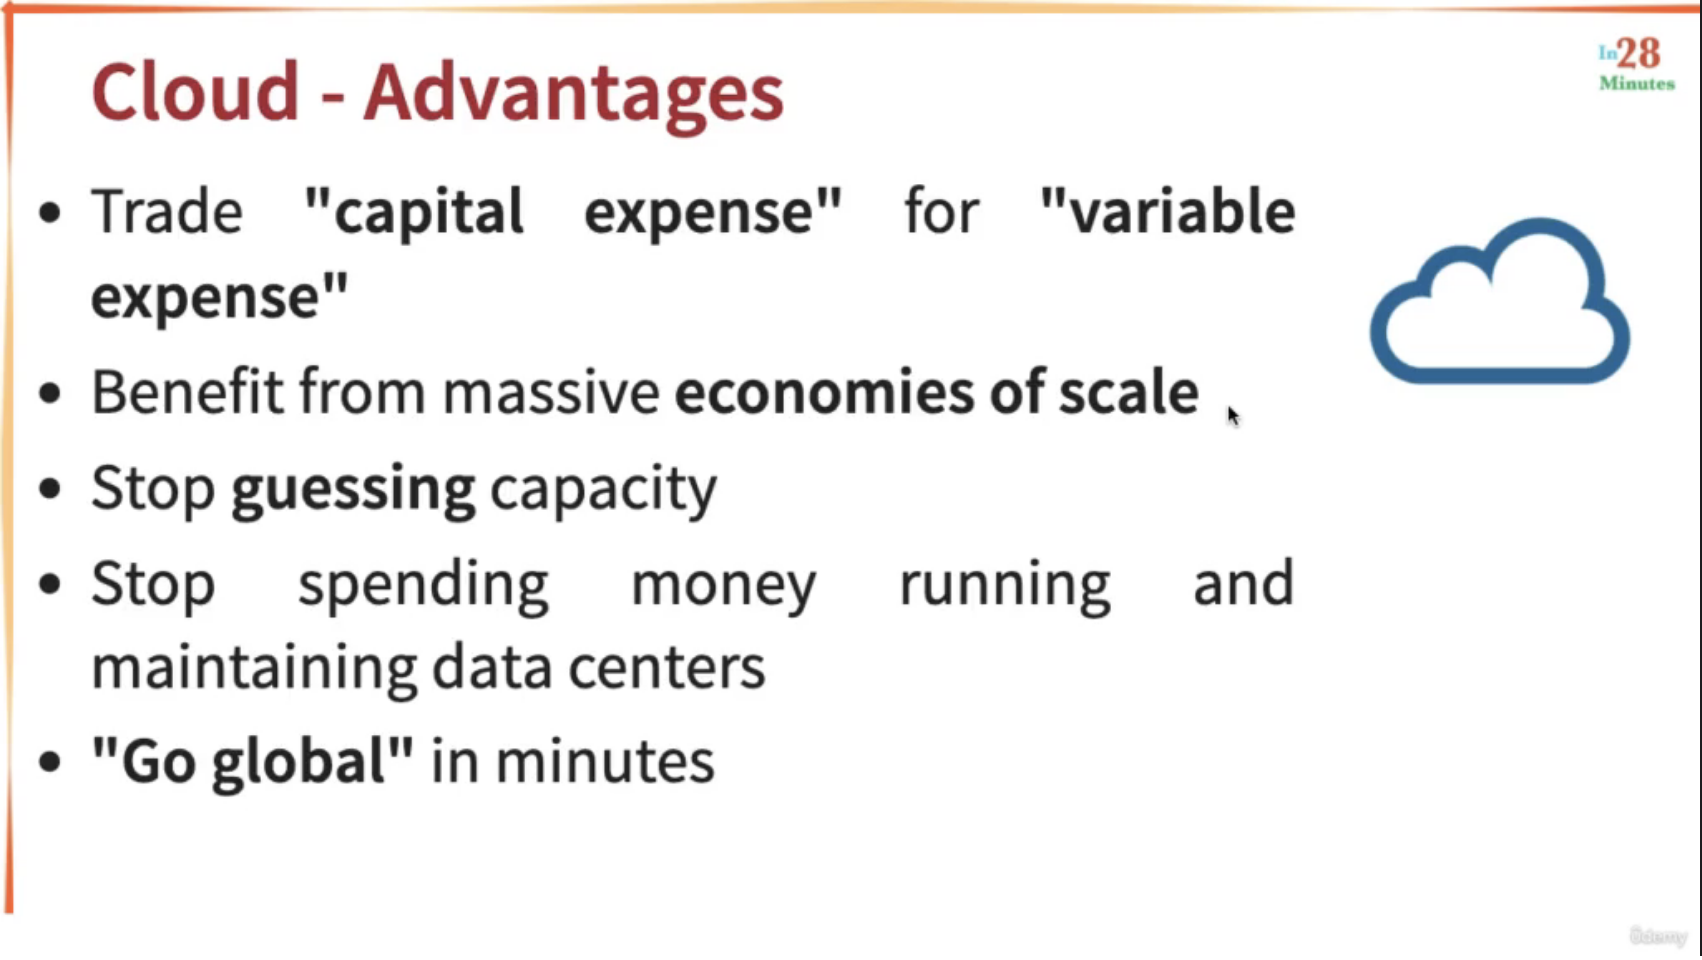 Cloud - Advantages
In28
Minutes
• Trade "capital expense" for "variable
expense"
• Benefit from massive economies of scale
• Stop guessing capacity
• Stop spending money running and
maintaining data centers
• "Go global" in minutes
ûdemy